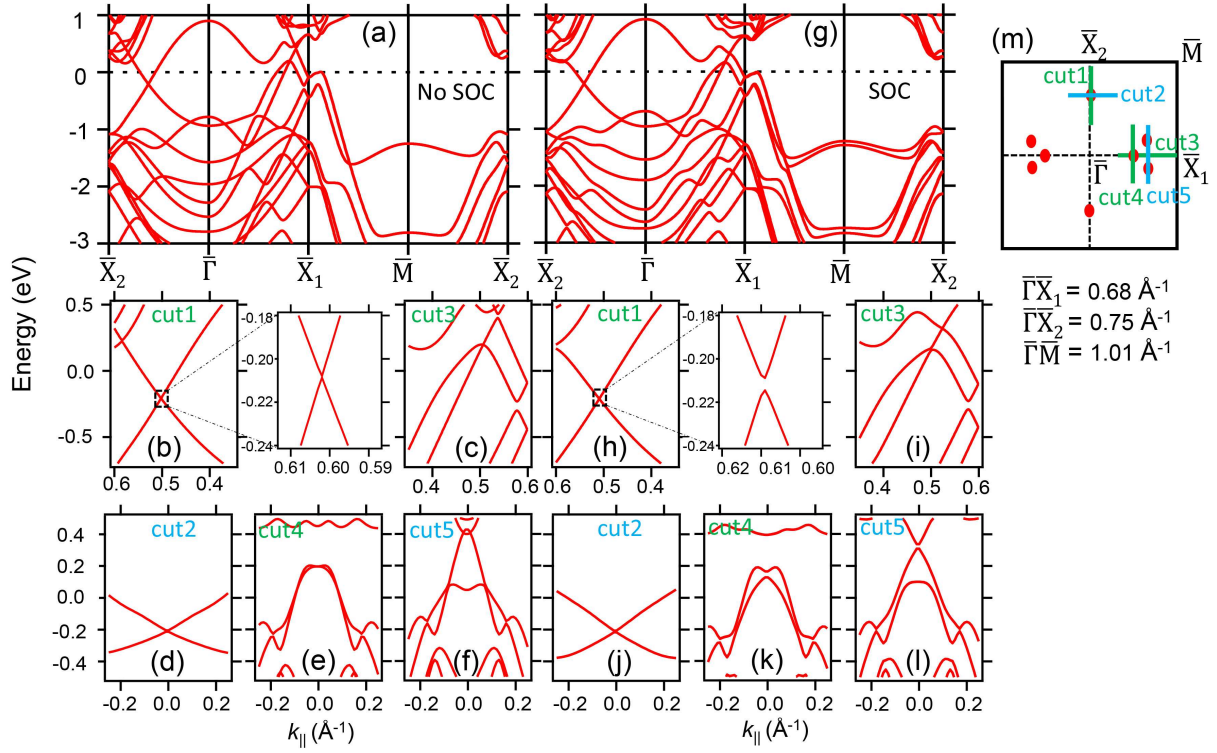 1
0
-1
-2
-3
(a)
No SOC
X̅₂
Γ̅
X̅₁
M̅
X̅₂
(g)
SOC
X̅₂
Γ̅
X̅₁
M̅
X̅₂
(m)
X̅₂
M̅
cut1
cut2
cut3
Γ̅
X̅₁
cut4
cut5
Γ̅X̅₁ = 0.68 Å⁻¹
Γ̅X̅₂ = 0.75 Å⁻¹
Γ̅M̅ = 1.01 Å⁻¹
Energy (eV)
0.5
0.0
-0.5
cut1
(b)
0.6 0.5 0.4
-0.18
-0.20
-0.22
-0.24
0.61 0.60 0.59
cut3
(c)
0.4 0.5 0.6
cut1
(h)
0.6 0.5 0.4
-0.18
-0.20
-0.22
-0.24
0.62 0.61 0.60
cut3
(i)
0.4 0.5 0.6
0.4
0.2
0.0
-0.2
-0.4
cut2
(d)
-0.2 0.0 0.2
cut4
(e)
-0.2 0.0 0.2
cut5
(f)
-0.2 0.0 0.2
cut2
(j)
-0.2 0.0 0.2
cut4
(k)
-0.2 0.0 0.2
cut5
(l)
-0.2 0.0 0.2
k|| (Å⁻¹)
k|| (Å⁻¹)